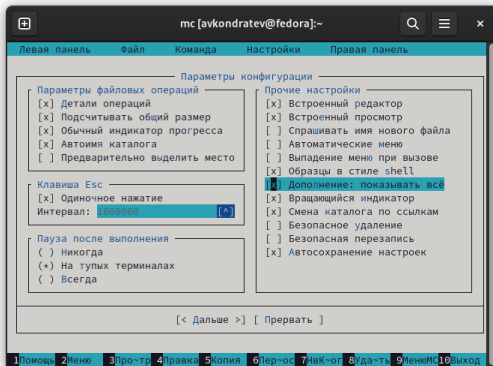 mc [avkondratev@fedora]:~
Левая панель Файл Команда Настройки Правая панель
Параметры конфигурации
Параметры файловых операций
[x] Детали операций
[x] Подсчитывать общий размер
[x] Обычный индикатор прогресса
[x] Автоимя каталога
[ ] Предварительно выделить место
Клавиша Esc
[x] Одиночное нажатие
Интервал: 1000000 [^]
Пауза после выполнения
( ) Никогда
(*) На тупых терминалах
( ) Всегда
Прочие настройки
[x] Встроенный редактор
[x] Встроенный просмотр
[ ] Спрашивать имя нового файла
[ ] Автоматические меню
[ ] Выпадение меню при вызове
[x] Образцы в стиле shell
[x] Дополнение: показывать всё
[x] Вращающийся индикатор
[x] Смена каталога по ссылкам
[ ] Безопасное удаление
[ ] Безопасная перезапись
[x] Автосохранение настроек
[< Дальше >] [ Прервать ]
1Помощь 2Меню 3Про~тр 4Правка 5Копия 6Пер~ос 7НвК~ог 8Уда~ть 9МенюMC 10Выход